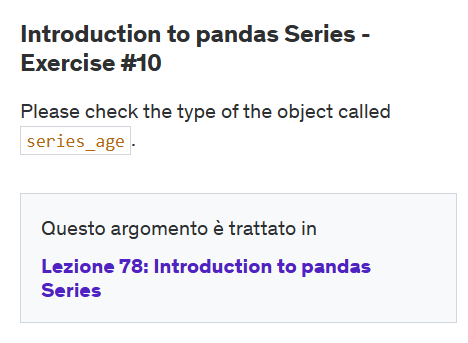 Introduction to pandas Series -
Exercise #10
Please check the type of the object called
series_age.
Questo argomento è trattato in
Lezione 78: Introduction to pandas
Series